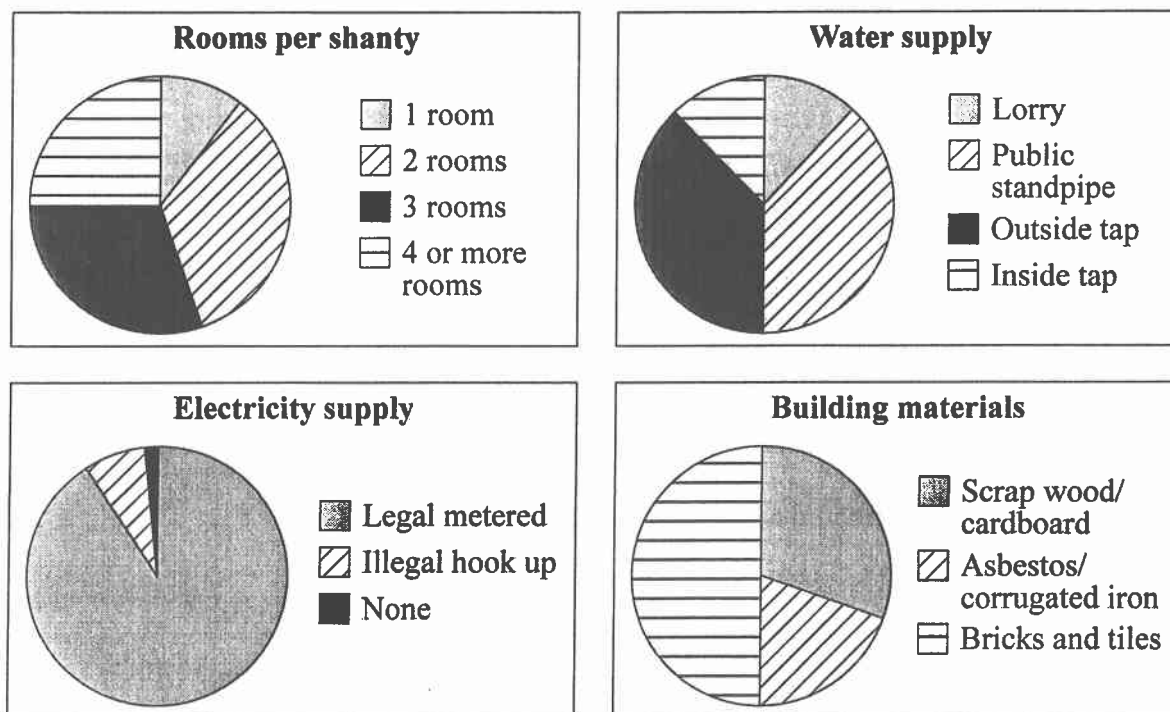 Rooms per shanty
1 room
2 rooms
3 rooms
4 or more
rooms
Water supply
Lorry
Public
standpipe
Outside tap
Inside tap
Electricity supply
Legal metered
Illegal hook up
None
Building materials
Scrap wood/
cardboard
Asbestos/
corrugated iron
Bricks and tiles